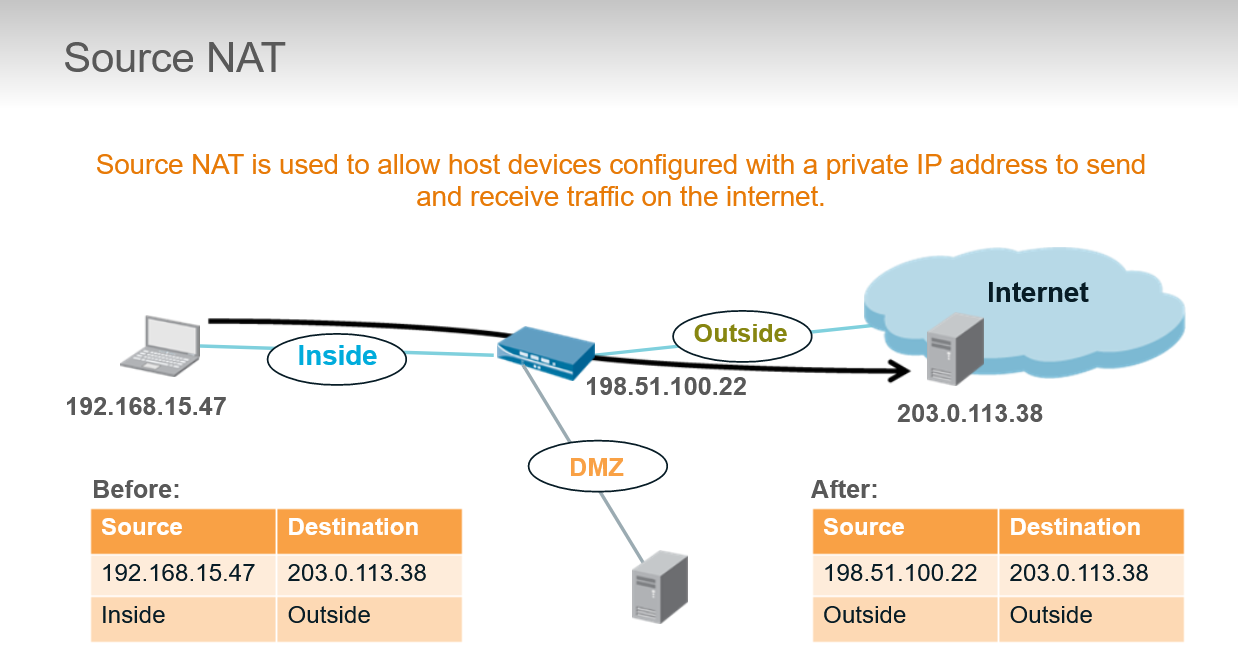 Source NAT
Source NAT is used to allow host devices configured with a private IP address to send
and receive traffic on the internet.
Internet
Outside
Inside
198.51.100.22
192.168.15.47
203.0.113.38
DMZ
Before:
Source Destination
192.168.15.47 203.0.113.38
Inside Outside
After:
Source Destination
198.51.100.22 203.0.113.38
Outside Outside